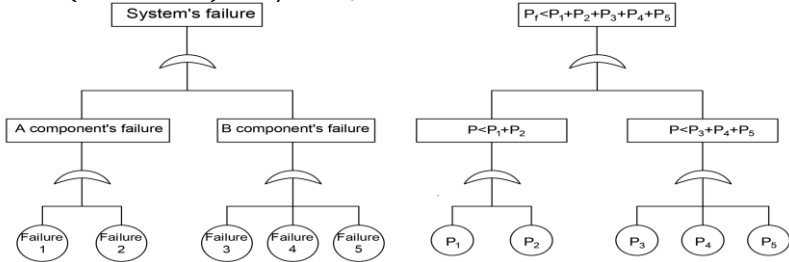 System's failure
A component's failure
B component's failure
Failure
1
Failure
2
Failure
3
Failure
4
Failure
5
P_f<P₁+P₂+P₃+P₄+P₅
P<P₁+P₂
P<P₃+P₄+P₅
P₁
P₂
P₃
P₄
P₅